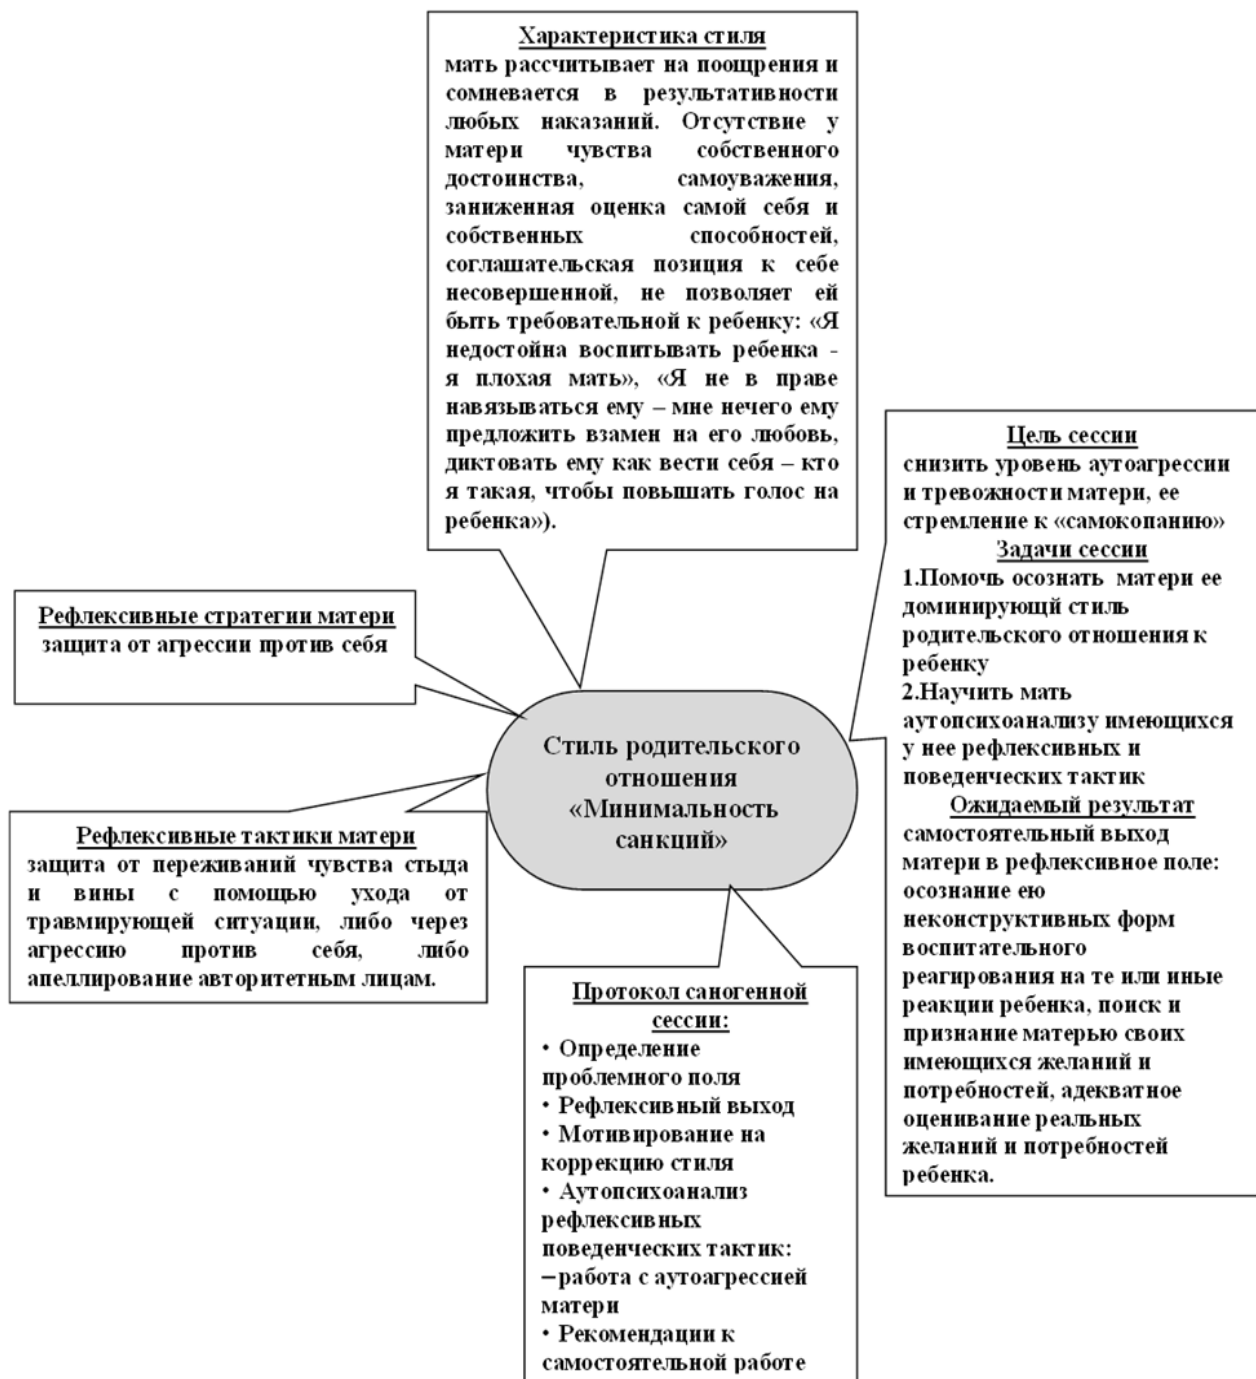 Характеристика стиля
мать рассчитывает на поощрения и
сомневается в результативности
любых наказаний. Отсутствие у
матери чувства собственного
достоинства, самоуважения,
заниженная оценка самой себя и
собственных способностей,
соглашательская позиция к себе
несовершенной, не позволяет ей
быть требовательной к ребенку: «Я
недостойна воспитывать ребенка -
я плохая мать», «Я не в праве
навязываться ему – мне нечего ему
предложить взамен на его любовь,
диктовать ему как вести себя – кто
я такая, чтобы повышать голос на
ребенка»).
Рефлексивные стратегии матери
защита от агрессии против себя
Рефлексивные тактики матери
защита от переживаний чувства стыда
и вины с помощью ухода от
травмирующей ситуации, либо через
агрессию против себя, либо
апеллирование авторитетным лицам.
Стиль родительского
отношения
«Минимальность
санкций»
Цель сессии
снизить уровень аутоагрессии
и тревожности матери, ее
стремление к «самокопанию»
Задачи сессии
1.Помочь осознать матери ее
доминирующй стиль
родительского отношения к
ребенку
2.Научить мать
аутопсихоанализу имеющихся
у нее рефлексивных и
поведенческих тактик
Ожидаемый результат
самостоятельный выход
матери в рефлексивное поле:
осознание ею
неконструктивных форм
воспитательного
реагирования на те или иные
реакции ребенка, поиск и
признание матерью своих
имеющихся желаний и
потребностей, адекватное
оценивание реальных
желаний и потребностей
ребенка.
Протокол саногенной
сессии:
• Определение
проблемного поля
• Рефлексивный выход
• Мотивирование на
коррекцию стиля
• Аутопсихоанализ
рефлексивных
поведенческих тактик:
–работа с аутоагрессией
матери
• Рекомендации к
самостоятельной работе